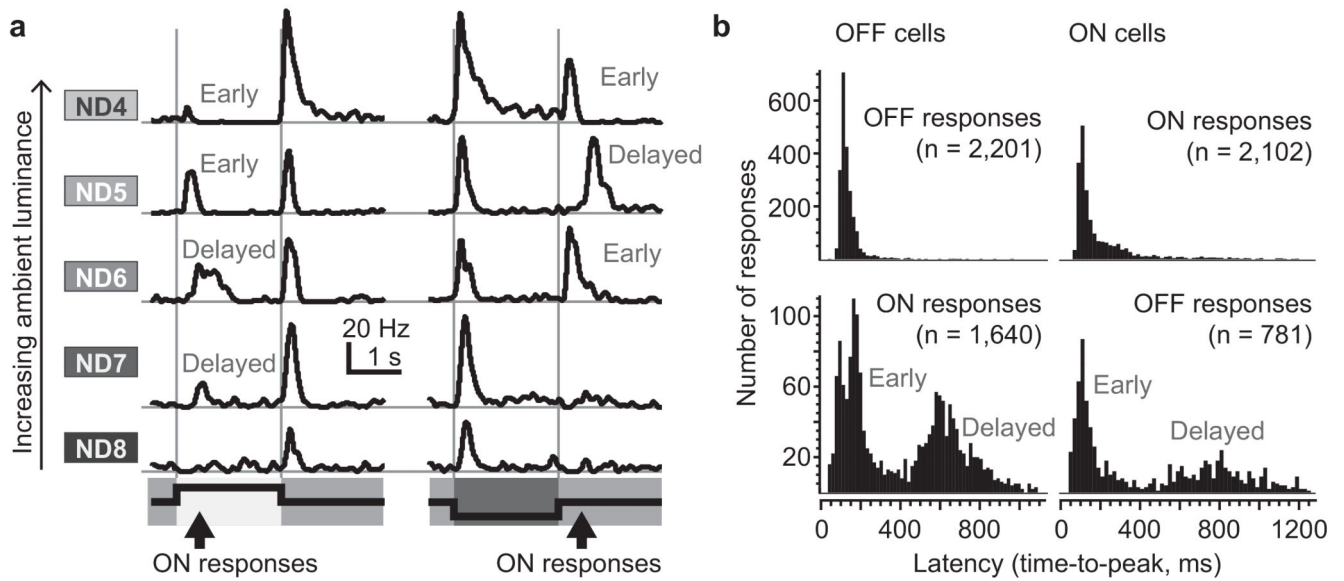 a
Increasing ambient luminance
ND4
Early
Early
ND5
Early
Delayed
ND6
Delayed
Early
ND7
Delayed
20 Hz
1 s
ND8
ON responses
ON responses
b
OFF cells
ON cells
Number of responses
600
400
200
OFF responses
(n = 2,201)
ON responses
(n = 2,102)
100
60
20
ON responses
(n = 1,640)
Early
Delayed
OFF responses
(n = 781)
Early
Delayed
0 400 800
0 400 800 1200
Latency (time-to-peak, ms)